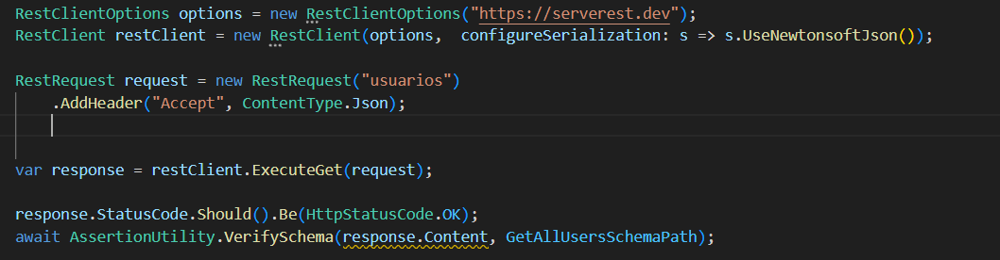 RestClientOptions options = new RestClientOptions("https://serverest.dev");
RestClient restClient = new RestClient(options,  configureSerialization: s => s.UseNewtonsoftJson());
RestRequest request = new RestRequest("usuarios")
.AddHeader("Accept", ContentType.Json);
var response = restClient.ExecuteGet(request);
response.StatusCode.Should().Be(HttpStatusCode.OK);
await AssertionUtility.VerifySchema(response.Content, GetAllUsersSchemaPath);